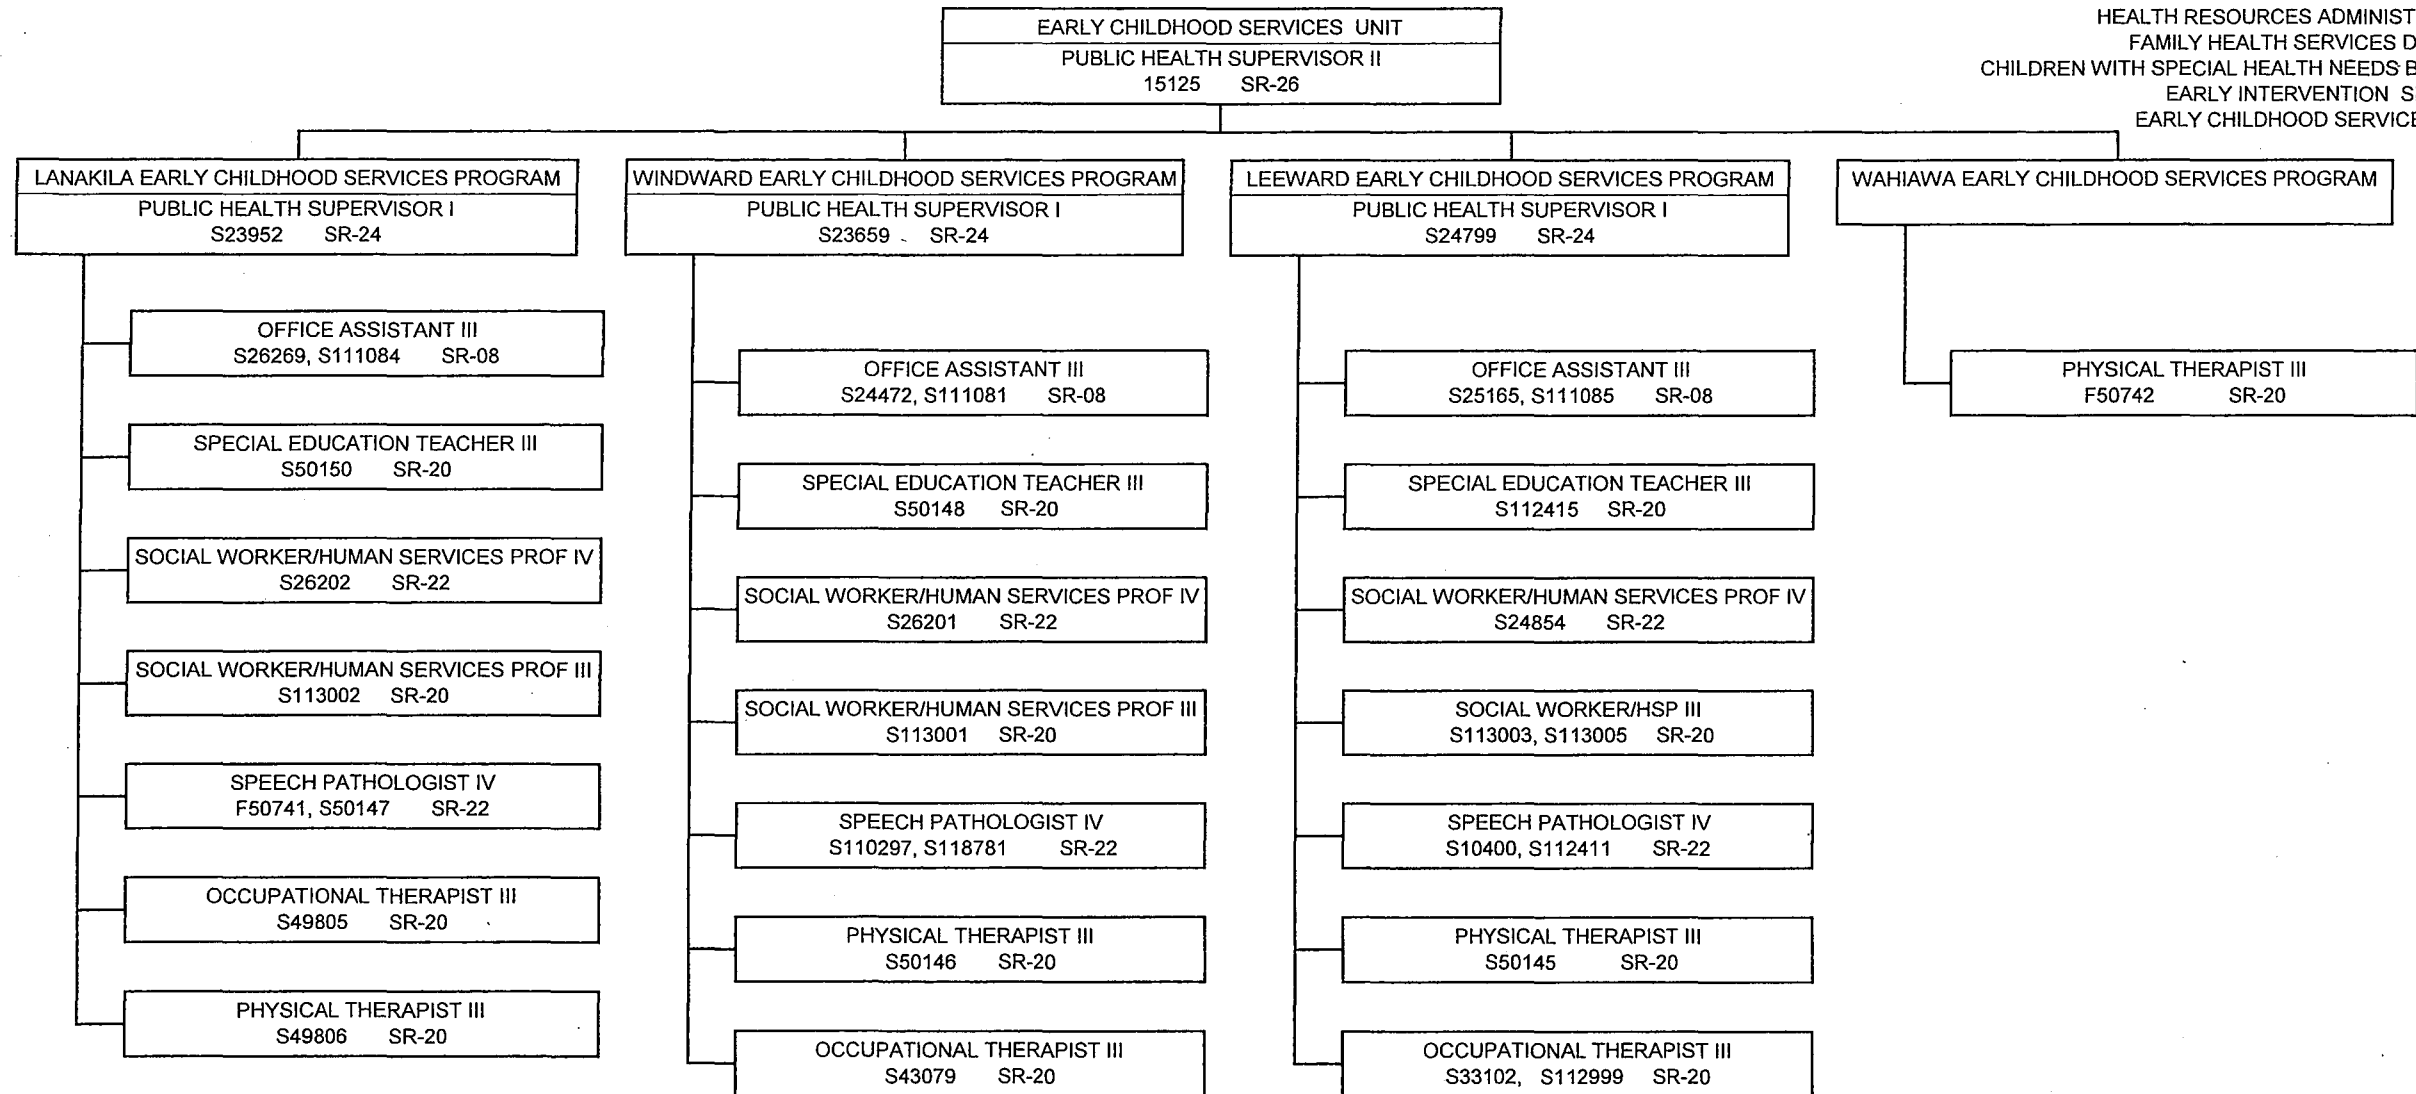 HEALTH RESOURCES ADMINIST
FAMILY HEALTH SERVICES D
CHILDREN WITH SPECIAL HEALTH NEEDS B
EARLY INTERVENTION S
EARLY CHILDHOOD SERVICE
EARLY CHILDHOOD SERVICES UNIT
PUBLIC HEALTH SUPERVISOR II
15125 SR-26
LANAKILA EARLY CHILDHOOD SERVICES PROGRAM
PUBLIC HEALTH SUPERVISOR I
S23952 SR-24
OFFICE ASSISTANT III
S26269, S111084 SR-08
SPECIAL EDUCATION TEACHER III
S50150 SR-20
SOCIAL WORKER/HUMAN SERVICES PROF IV
S26202 SR-22
SOCIAL WORKER/HUMAN SERVICES PROF III
S113002 SR-20
SPEECH PATHOLOGIST IV
F50741, S50147 SR-22
OCCUPATIONAL THERAPIST III
S49805 SR-20
PHYSICAL THERAPIST III
S49806 SR-20
WINDWARD EARLY CHILDHOOD SERVICES PROGRAM
PUBLIC HEALTH SUPERVISOR I
S23659 SR-24
OFFICE ASSISTANT III
S24472, S111081 SR-08
SPECIAL EDUCATION TEACHER III
S50148 SR-20
SOCIAL WORKER/HUMAN SERVICES PROF IV
S26201 SR-22
SOCIAL WORKER/HUMAN SERVICES PROF III
S113001 SR-20
SPEECH PATHOLOGIST IV
S110297, S118781 SR-22
PHYSICAL THERAPIST III
S50146 SR-20
OCCUPATIONAL THERAPIST III
S43079 SR-20
LEEWARD EARLY CHILDHOOD SERVICES PROGRAM
PUBLIC HEALTH SUPERVISOR I
S24799 SR-24
OFFICE ASSISTANT III
S25165, S111085 SR-08
SPECIAL EDUCATION TEACHER III
S112415 SR-20
SOCIAL WORKER/HUMAN SERVICES PROF IV
S24854 SR-22
SOCIAL WORKER/HSP III
S113003, S113005 SR-20
SPEECH PATHOLOGIST IV
S10400, S112411 SR-22
PHYSICAL THERAPIST III
S50145 SR-20
OCCUPATIONAL THERAPIST III
S33102, S112999 SR-20
WAHIAWA EARLY CHILDHOOD SERVICES PROGRAM
PHYSICAL THERAPIST III
F50742 SR-20